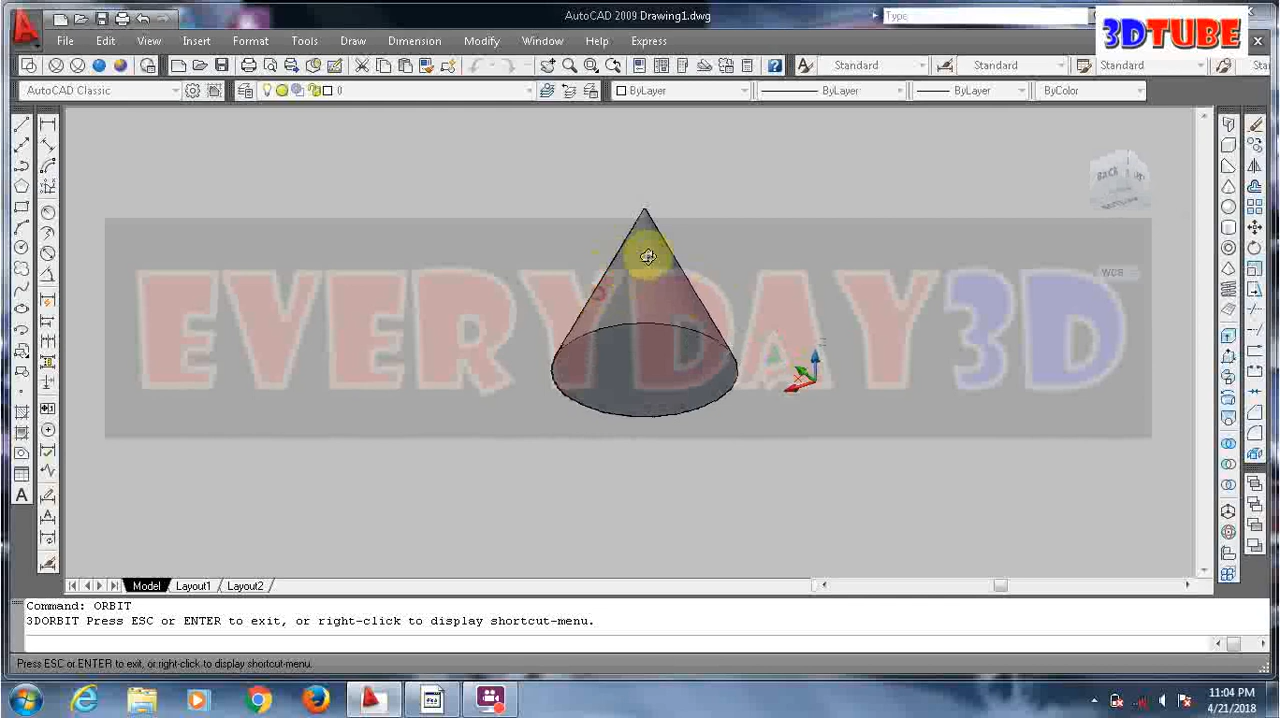 AutoCAD 2009 Drawing1.dwg
Type
3DTUBE
File Edit View Insert Format Tools Draw Modify Help Express
Standard Standard Standard
AutoCAD Classic 0 ByLayer ByLayer ByLayer ByColor
BACK
WCS
EVERYDAY3D
A
Model Layout1 Layout2
Command: ORBIT
3DORBIT Press ESC or ENTER to exit, or right-click to display shortcut-menu.
Press ESC or ENTER to exit, or right-click to display shortcut-menu.
11:04 PM
4/21/2018